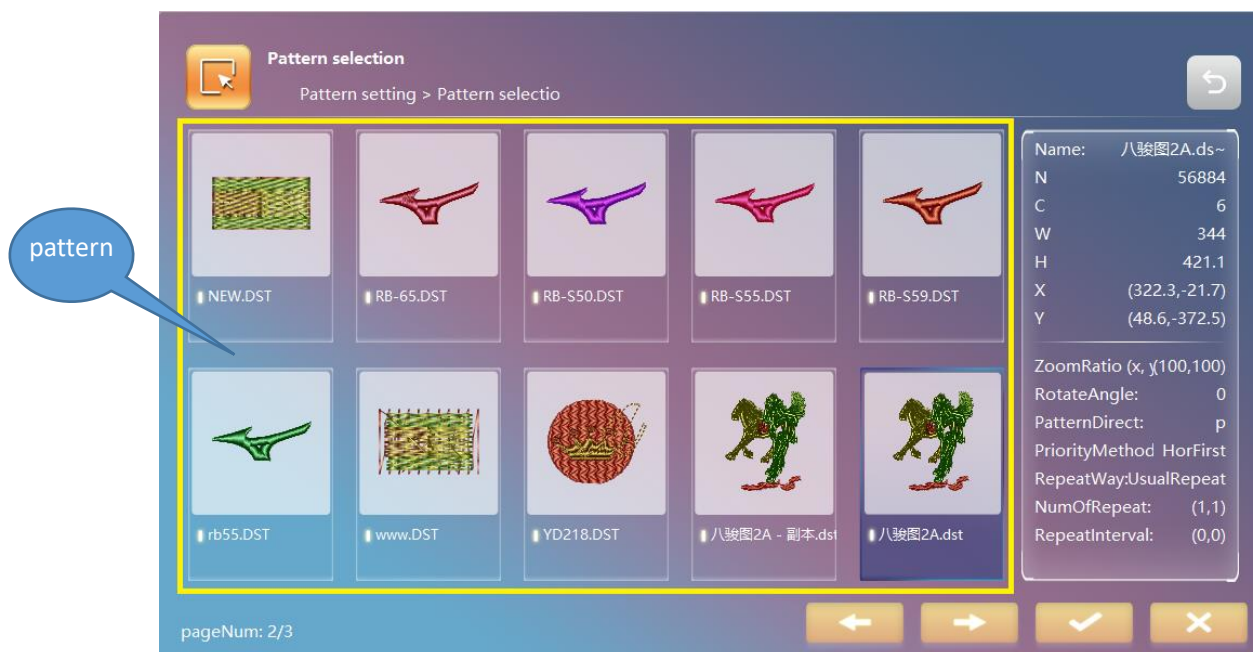 Pattern selection
Pattern setting > Pattern selectio
pattern
NEW.DST
RB-65.DST
RB-S50.DST
RB-S55.DST
RB-S59.DST
rb55.DST
www.DST
YD218.DST
八骏图2A - 副本.dst
八骏图2A.dst
Name: 八骏图2A.ds~
N 56884
C 6
W 344
H 421.1
X (322.3,-21.7)
Y (48.6,-372.5)
ZoomRatio (x, y(100,100)
RotateAngle: 0
PatternDirect: p
PriorityMethod HorFirst
RepeatWay:UsualRepeat
NumOfRepeat: (1,1)
RepeatInterval: (0,0)
pageNum: 2/3